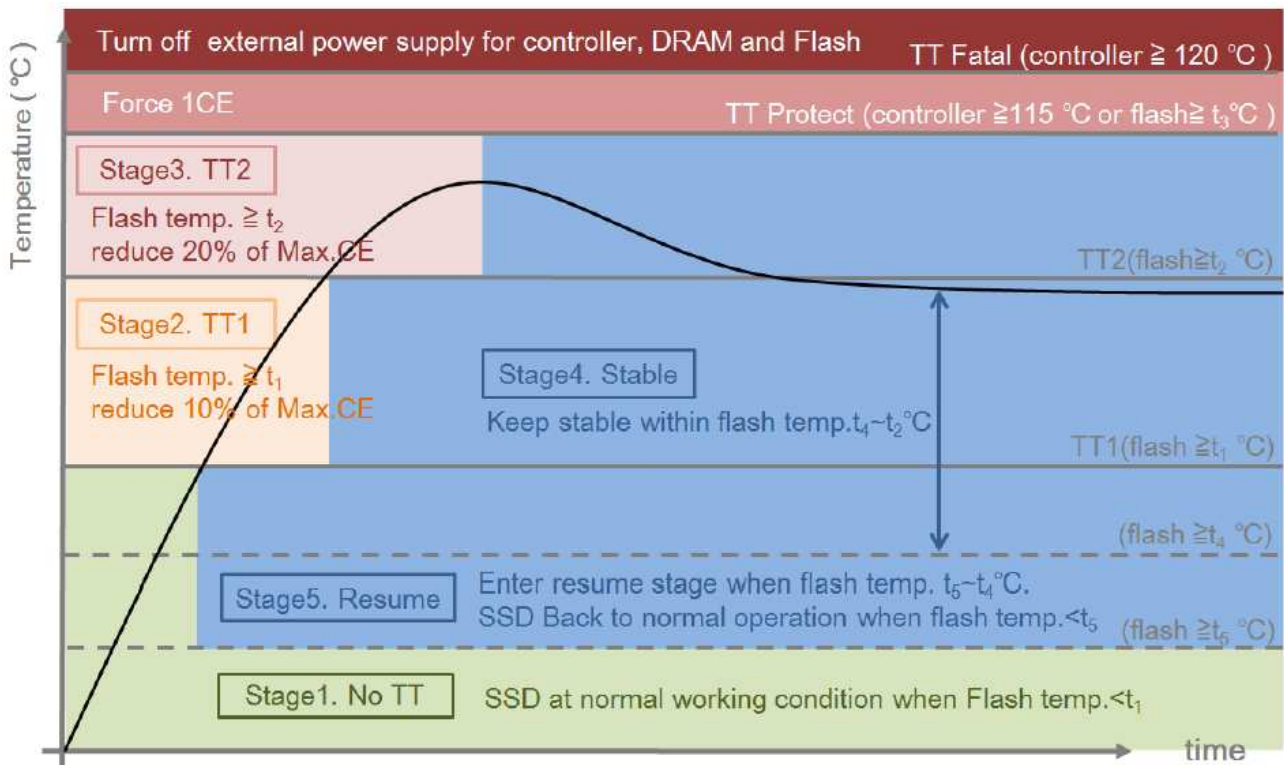 Temperature ( °C)
Turn off external power supply for controller, DRAM and Flash
TT Fatal (controller ≧ 120 °C )
Force 1CE
TT Protect (controller ≧115 °C or flash≧ t₃°C )
Stage3. TT2
Flash temp. ≧ t₂
reduce 20% of Max.CE
TT2(flash≧t₂ °C)
Stage2. TT1
Flash temp. ≧ t₁
reduce 10% of Max.CE
Stage4. Stable
Keep stable within flash temp.t₄~t₂°C
TT1(flash ≧t₁ °C)
(flash ≧t₄ °C)
Stage5. Resume
Enter resume stage when flash temp. t₅~t₄°C.
SSD Back to normal operation when flash temp.<t₅
(flash ≧t₅ °C)
Stage1. No TT
SSD at normal working condition when Flash temp.<t₁
time